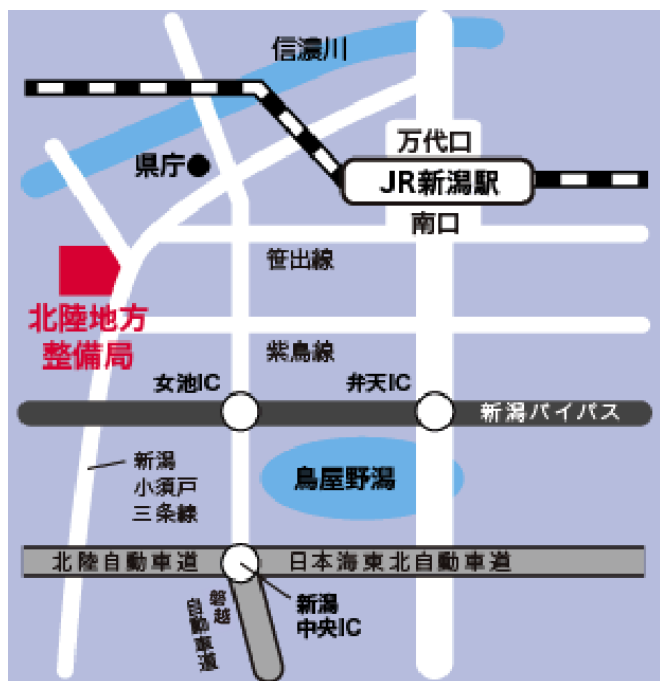 信濃川
万代口
県庁
JR新潟駅
南口
笹出線
北陸地方
整備局
紫鳥線
女池IC
弁天IC
新潟バイパス
新潟
小須戸
三条線
鳥屋野潟
北陸自動車道
日本海東北自動車道
新潟
中央IC
磐越
自動車道